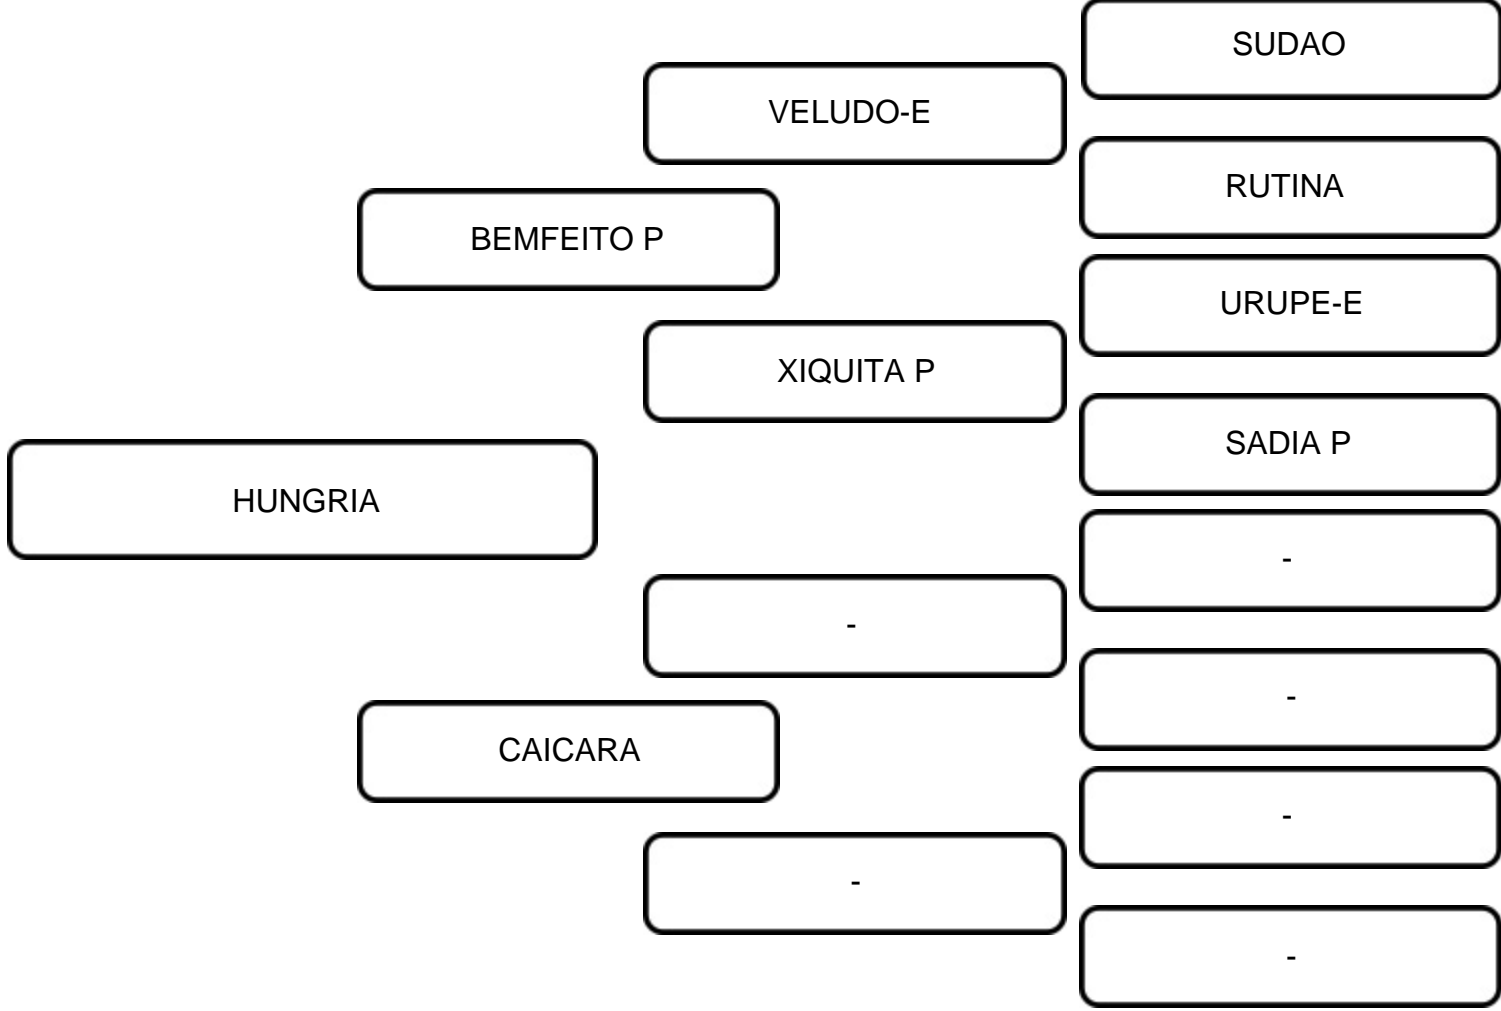 SUDAO
VELUDO-E
RUTINA
BEMFEITO P
URUPE-E
XIQUITA P
SADIA P
HUNGRIA
-
-
-
CAICARA
-
-
-